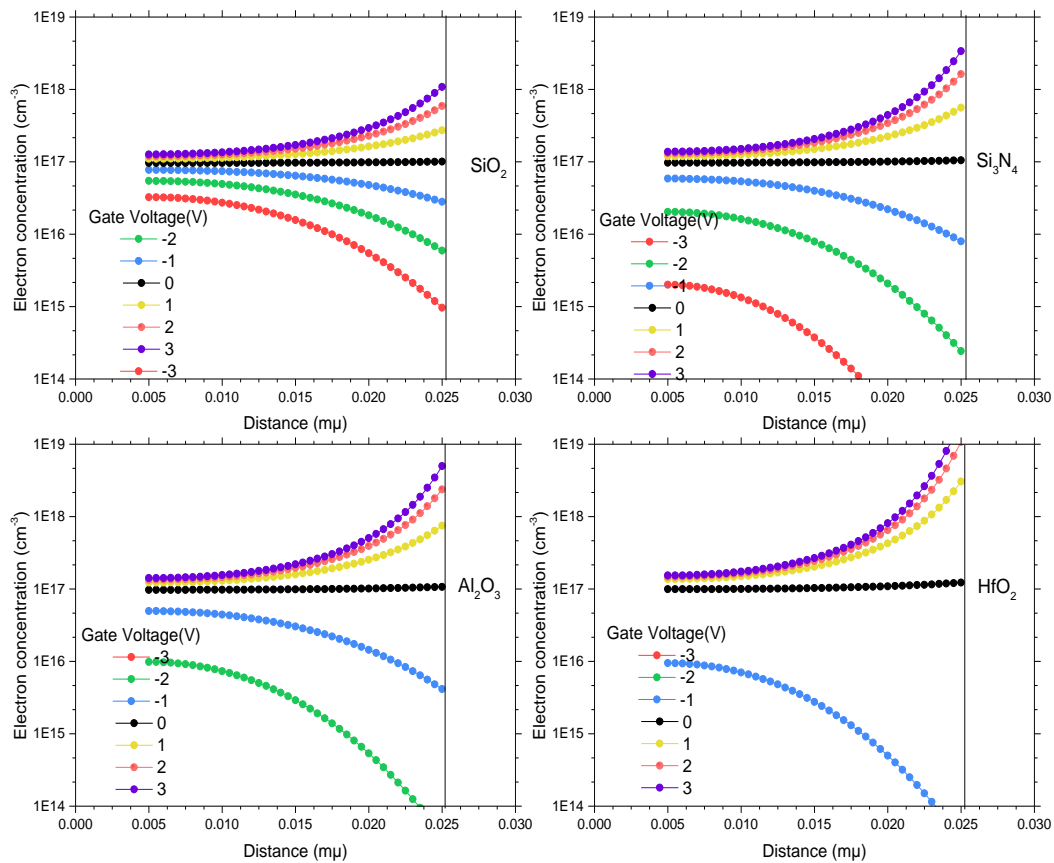 1E19
1E18
1E17
1E16
1E15
1E14
Electron concentration (cm-3)
SiO2
Gate Voltage(V)
-2
-1
0
1
2
3
-3
0.000 0.005 0.010 0.015 0.020 0.025 0.030
Distance (mμ)
1E19
1E18
1E17
1E16
1E15
1E14
Electron concentration (cm-3)
Si3N4
Gate Voltage(V)
-3
-2
-1
0
1
2
3
0.000 0.005 0.010 0.015 0.020 0.025 0.030
Distance (mμ)
1E19
1E18
1E17
1E16
1E15
1E14
Electron concentration (cm-3)
Al2O3
Gate Voltage(V)
-3
-2
-1
0
1
2
3
0.000 0.005 0.010 0.015 0.020 0.025 0.030
Distance (mμ)
1E19
1E18
1E17
1E16
1E15
1E14
Electron concentration (cm-3)
HfO2
Gate Voltage(V)
-3
-2
-1
0
1
2
3
0.000 0.005 0.010 0.015 0.020 0.025 0.030
Distance (mμ)